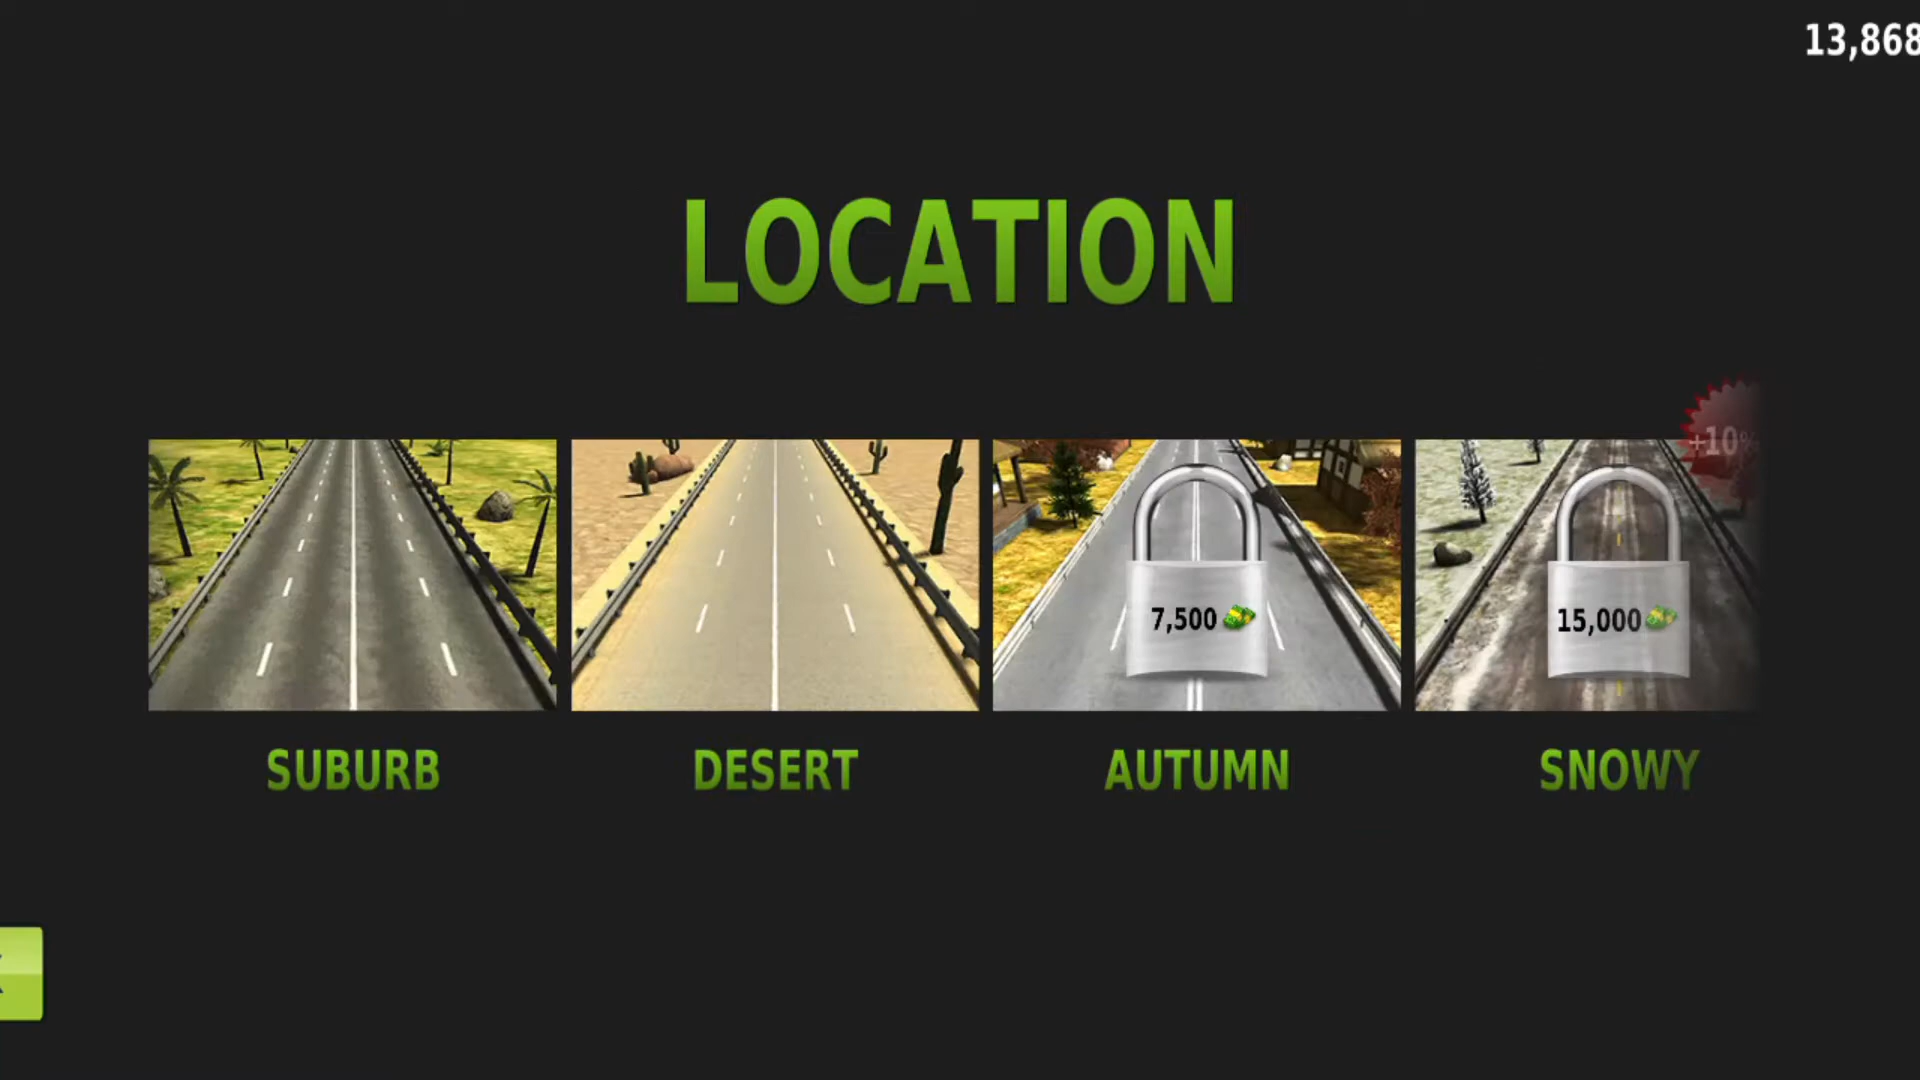 13,868
LOCATION
+10%
7,500
15,000
SUBURB
DESERT
AUTUMN
SNOWY